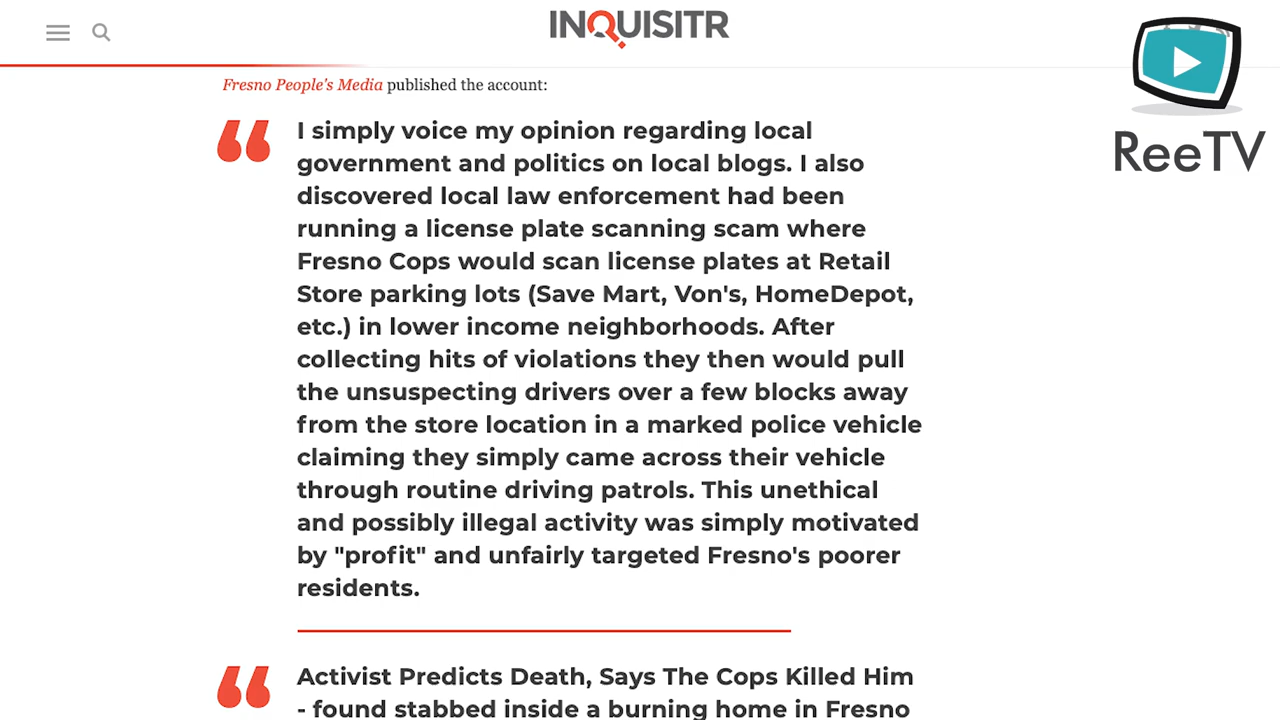 INQUISITR
ReeTV
Fresno People's Media published the account:
I simply voice my opinion regarding local
government and politics on local blogs. I also
discovered local law enforcement had been
running a license plate scanning scam where
Fresno Cops would scan license plates at Retail
Store parking lots (Save Mart, Von's, HomeDepot,
etc.) in lower income neighborhoods. After
collecting hits of violations they then would pull
the unsuspecting drivers over a few blocks away
from the store location in a marked police vehicle
claiming they simply came across their vehicle
through routine driving patrols. This unethical
and possibly illegal activity was simply motivated
by "profit" and unfairly targeted Fresno's poorer
residents.
Activist Predicts Death, Says The Cops Killed Him
- found stabbed inside a burning home in Fresno